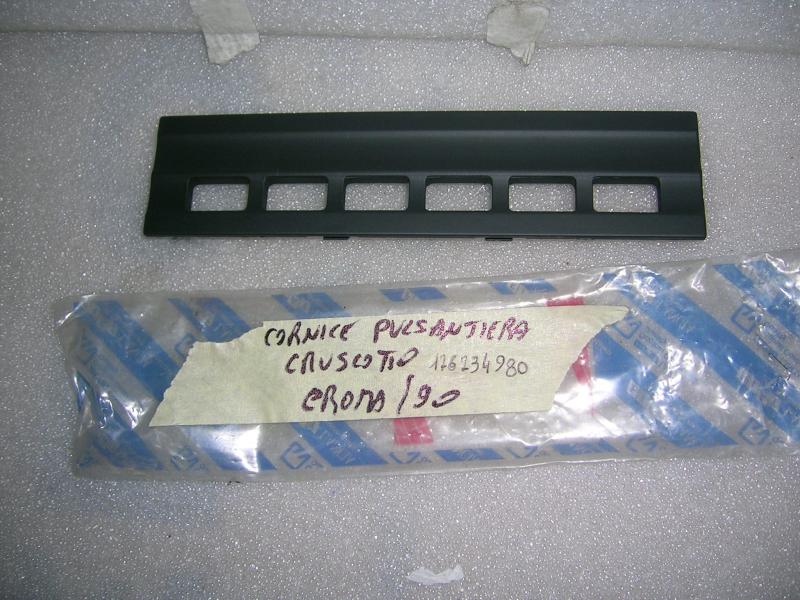 CORNICE PULSANTIERA
CRUSCOTTO 176234980
CROMA /90